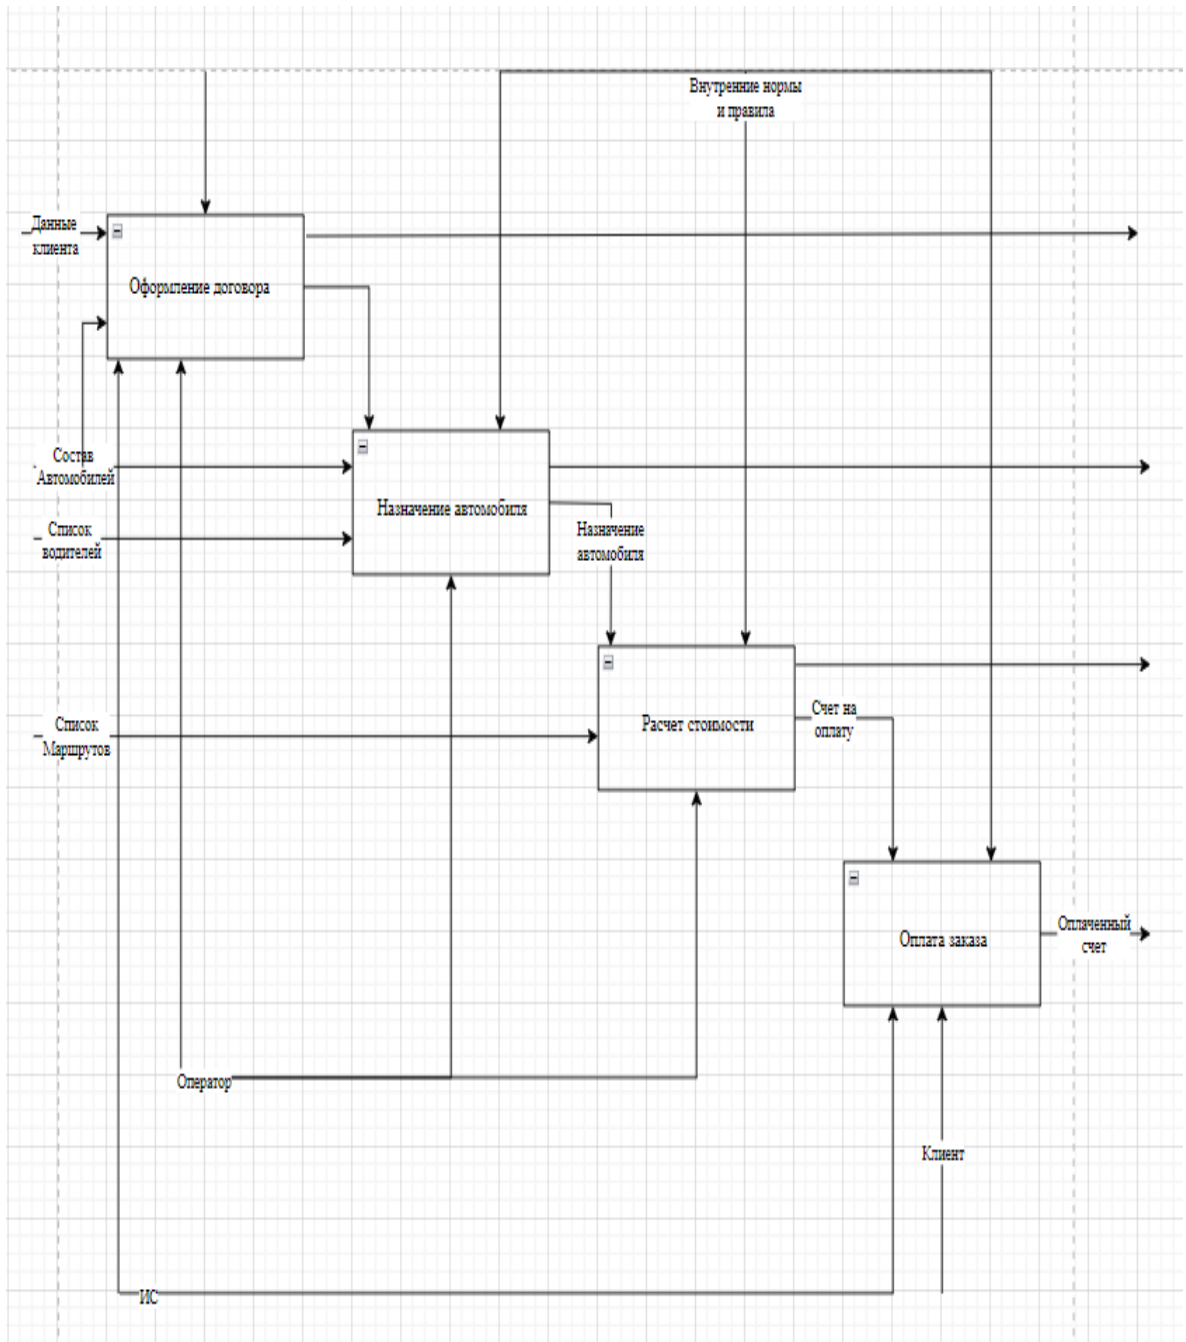 Внутренние нормы
и правила
Данные
клиента
Оформление договора
Состав
Автомобилей
Назначение автомобиля
Список
водителей
Назначение
автомобиля
Список
Маршрутов
Расчет стоимости
Счет на
оплату
Оплата заказа
Оплаченный
счет
Оператор
Клиент
ИС